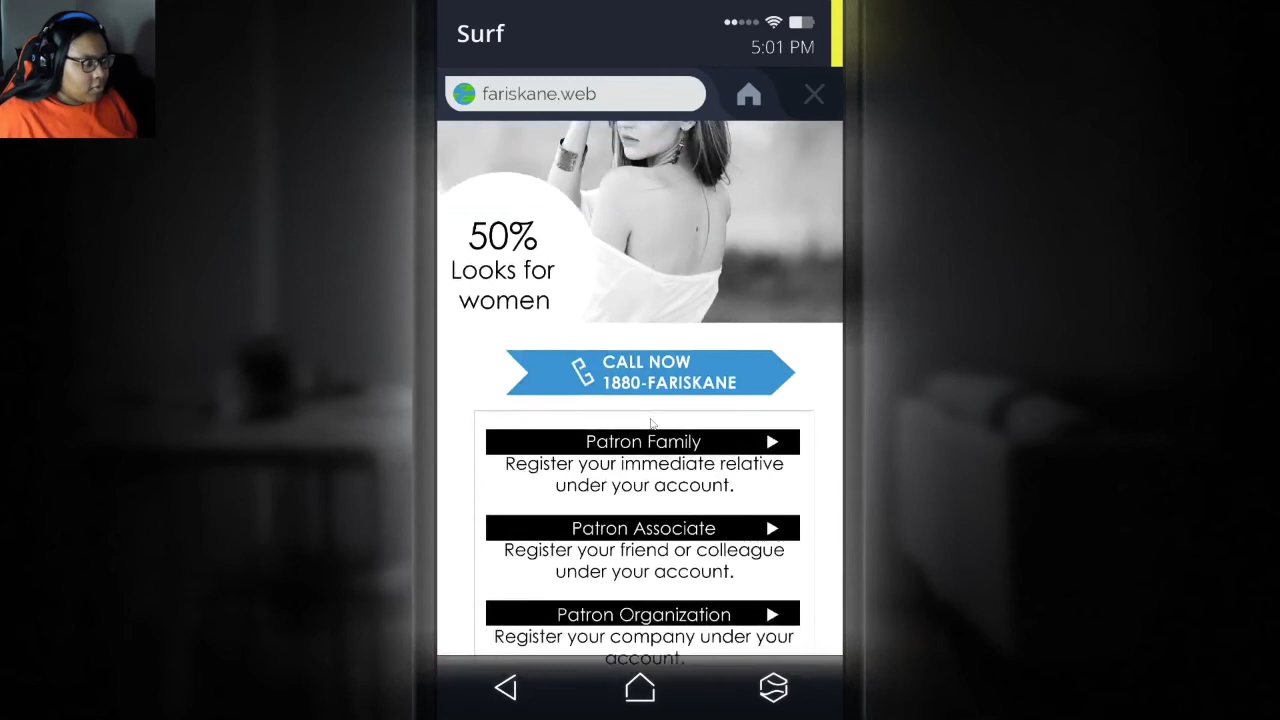 Surf
5:01 PM
fariskane.web
50%
Looks for
women
CALL NOW
1880-FARISKANE
Patron Family
Register your immediate relative
under your account.
Patron Associate
Register your friend or colleague
under your account.
Patron Organization
Register your company under your
account.